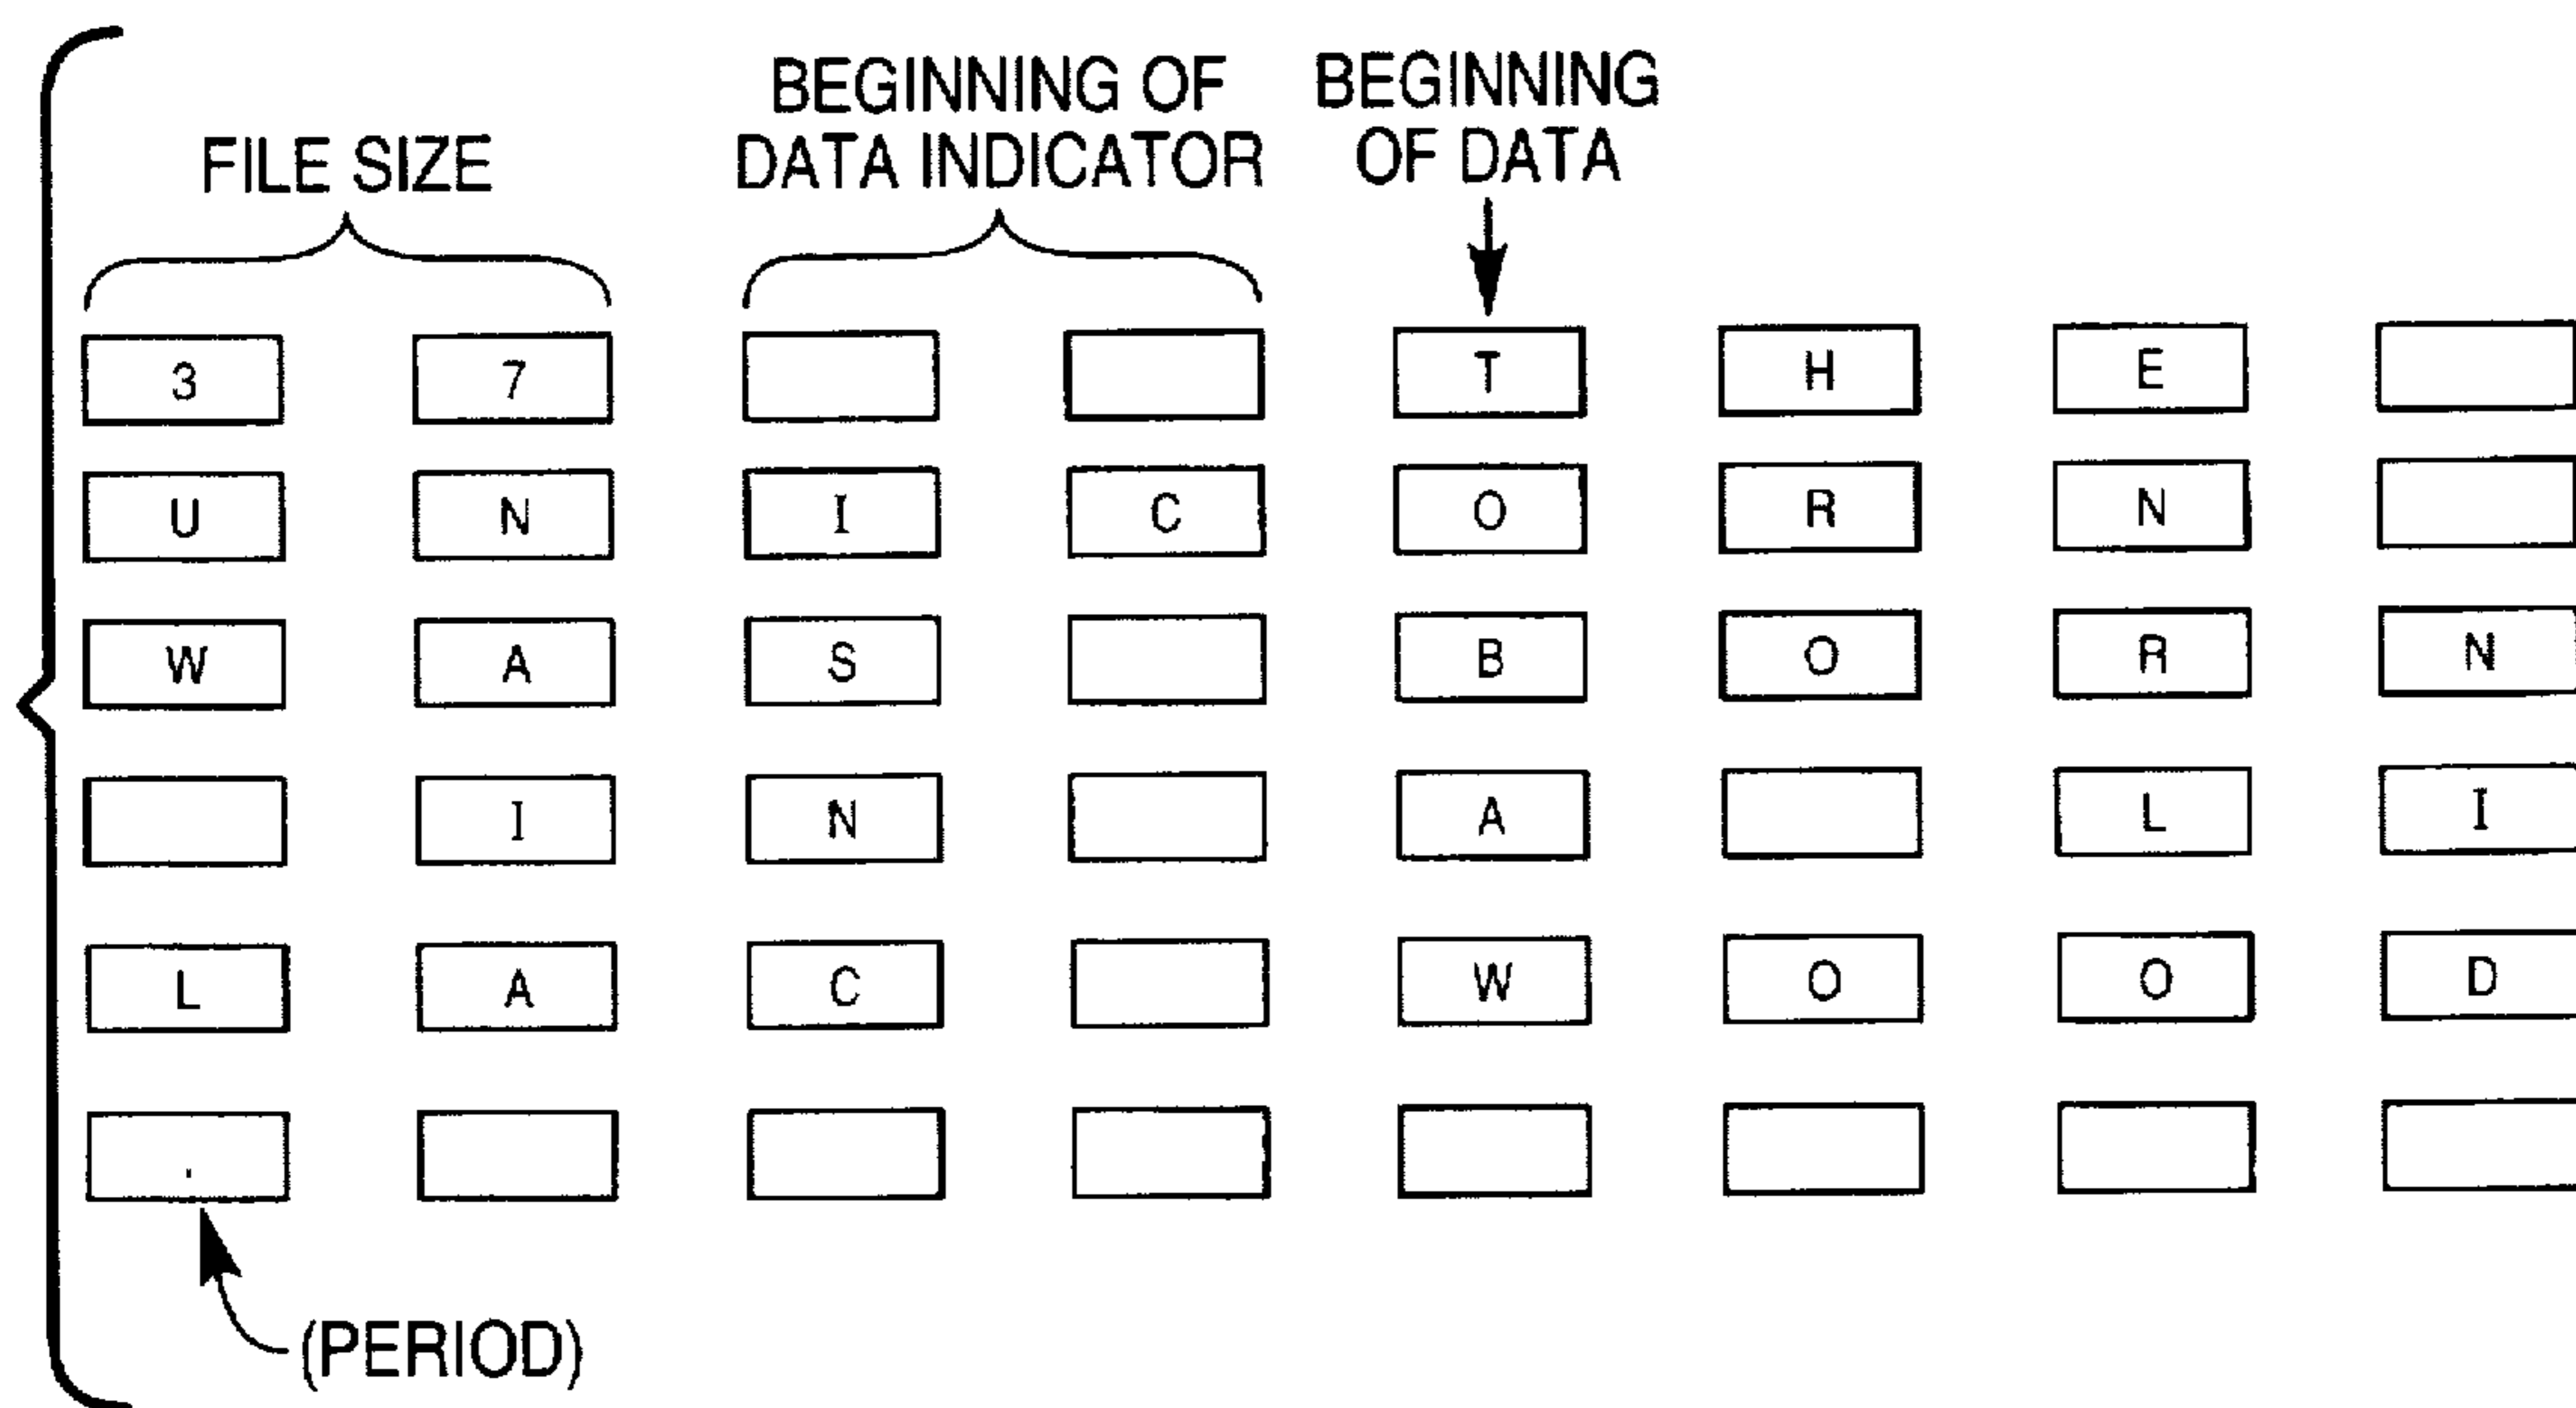 FILE SIZE
BEGINNING OF
DATA INDICATOR
BEGINNING
OF DATA
3 7 T H E
U N I C O R N
W A S B O R N
I N A L I
L A C W O O D
.
(PERIOD)